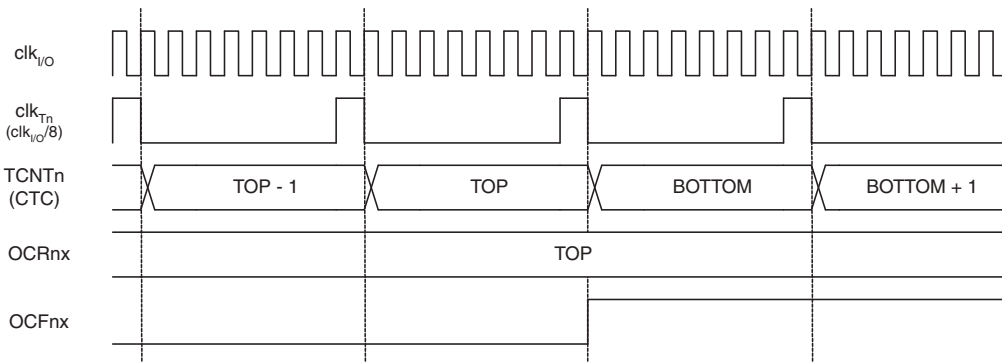 clkI/O
clkTn
(clkI/O/8)
TCNTn
(CTC)
TOP - 1
TOP
BOTTOM
BOTTOM + 1
OCRnx
TOP
OCFnx